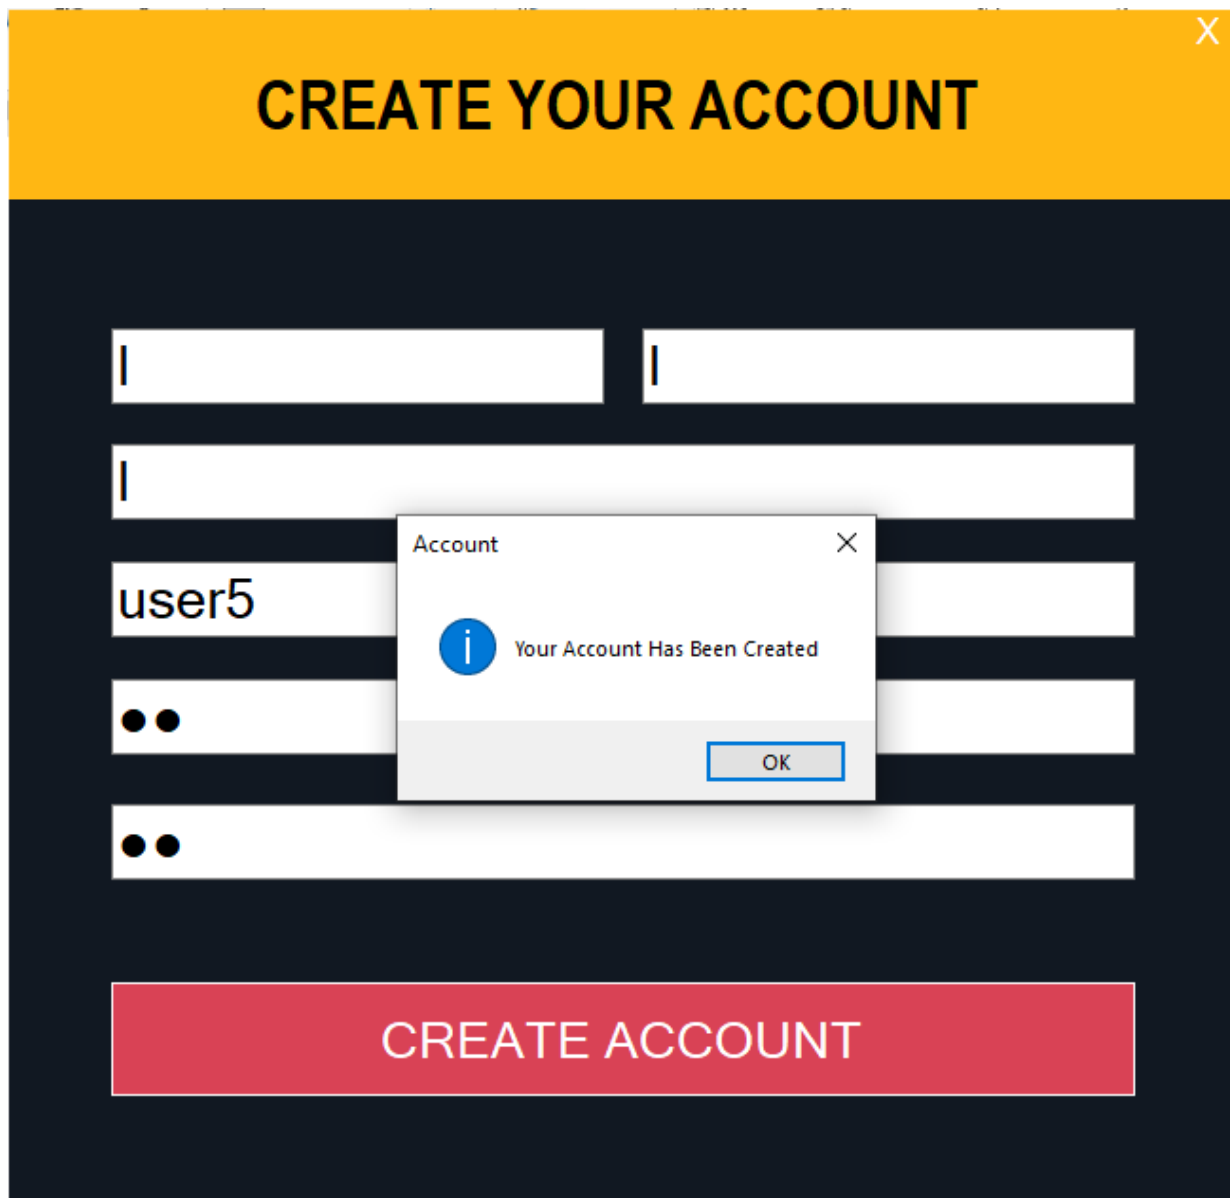 X
CREATE YOUR ACCOUNT
l
l
l
Account
user5
Your Account Has Been Created
●●
OK
●●
CREATE ACCOUNT